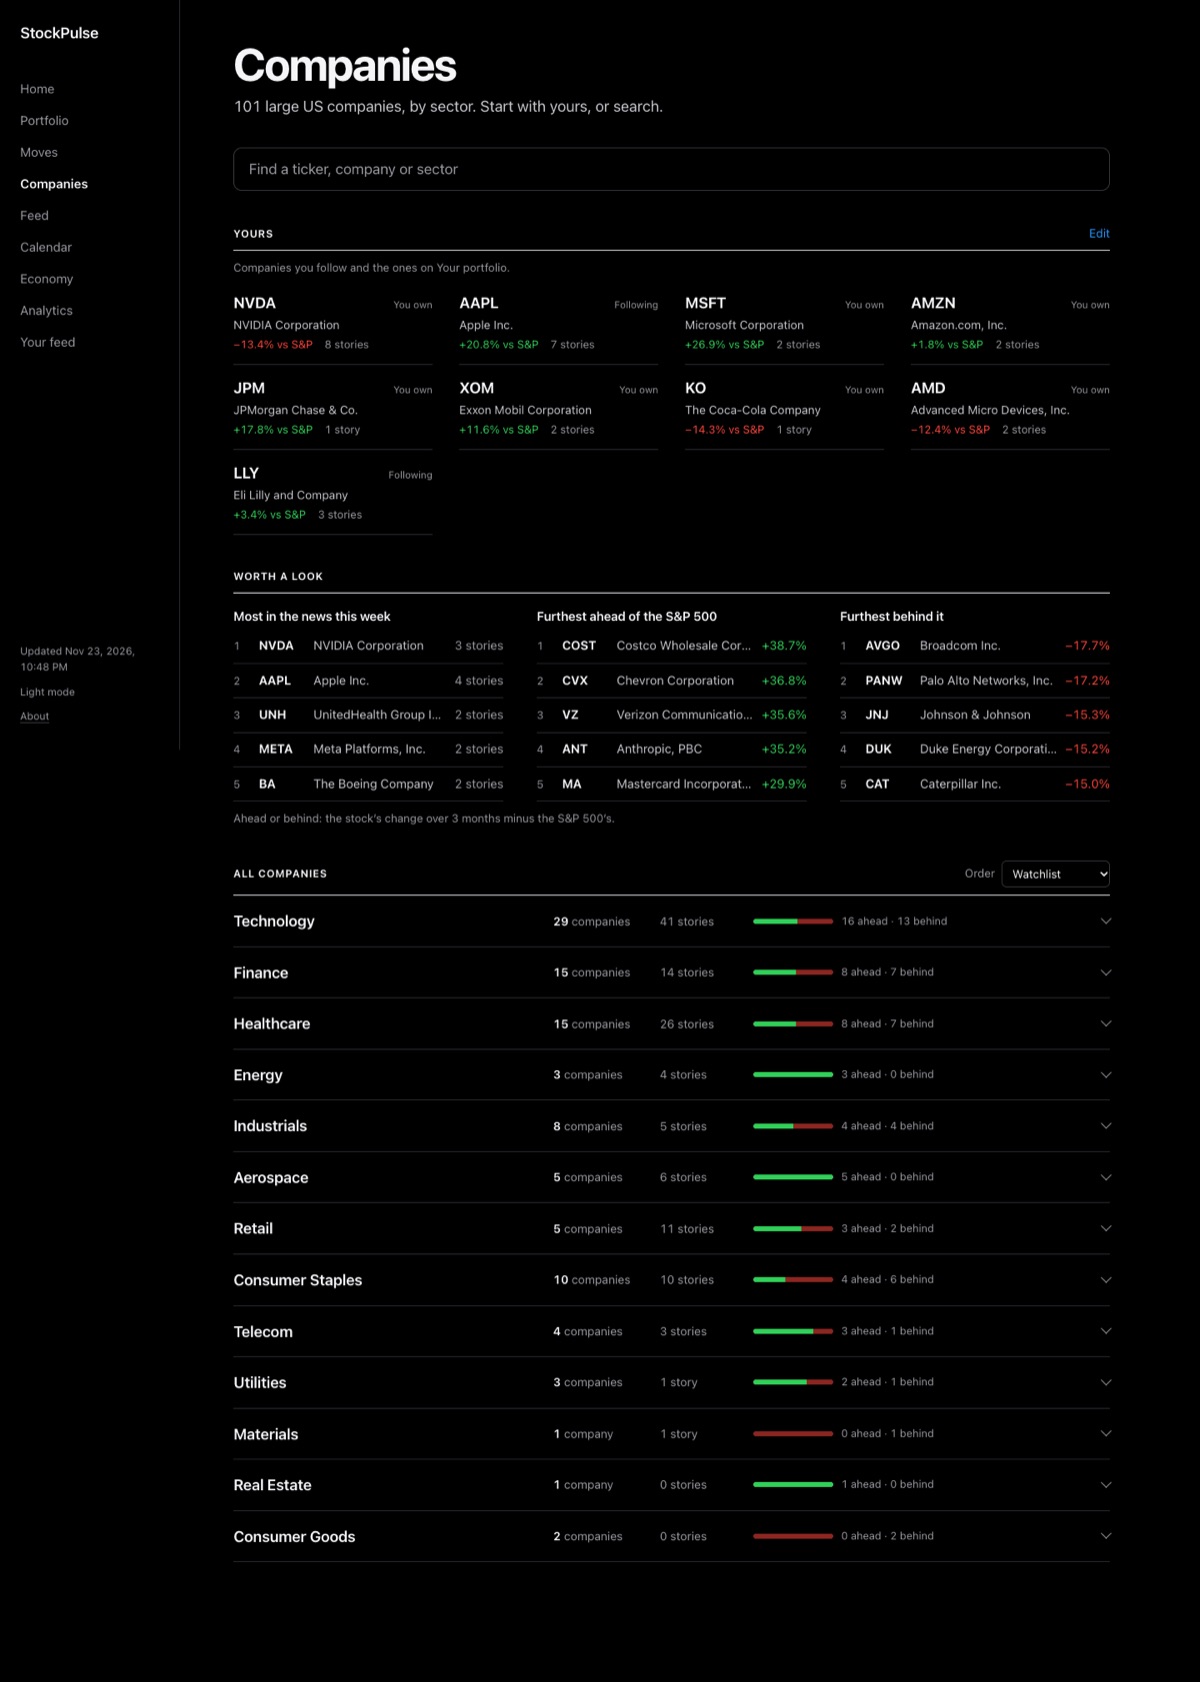 StockPulse
Home
Portfolio
Moves
Companies
Feed
Calendar
Economy
Analytics
Your feed
Updated Nov 23, 2026,
10:48 PM
Light mode
About
Companies
101 large US companies, by sector. Start with yours, or search.
Find a ticker, company or sector
YOURS Edit
Companies you follow and the ones on Your portfolio.
NVDA You own
NVIDIA Corporation
−13.4% vs S&P 8 stories
AAPL Following
Apple Inc.
+20.8% vs S&P 7 stories
MSFT You own
Microsoft Corporation
+26.9% vs S&P 2 stories
AMZN You own
Amazon.com, Inc.
+1.8% vs S&P 2 stories
JPM You own
JPMorgan Chase & Co.
+17.8% vs S&P 1 story
XOM You own
Exxon Mobil Corporation
+11.6% vs S&P 2 stories
KO You own
The Coca-Cola Company
−14.3% vs S&P 1 story
AMD You own
Advanced Micro Devices, Inc.
−12.4% vs S&P 2 stories
LLY Following
Eli Lilly and Company
+3.4% vs S&P 3 stories
WORTH A LOOK
Most in the news this week
1 NVDA NVIDIA Corporation 3 stories
2 AAPL Apple Inc. 4 stories
3 UNH UnitedHealth Group I... 2 stories
4 META Meta Platforms, Inc. 2 stories
5 BA The Boeing Company 2 stories
Furthest ahead of the S&P 500
1 COST Costco Wholesale Cor... +38.7%
2 CVX Chevron Corporation +36.8%
3 VZ Verizon Communicatio... +35.6%
4 ANT Anthropic, PBC +35.2%
5 MA Mastercard Incorporat... +29.9%
Furthest behind it
1 AVGO Broadcom Inc. −17.7%
2 PANW Palo Alto Networks, Inc. −17.2%
3 JNJ Johnson & Johnson −15.3%
4 DUK Duke Energy Corporati... −15.2%
5 CAT Caterpillar Inc. −15.0%
Ahead or behind: the stock's change over 3 months minus the S&P 500's.
ALL COMPANIES Order Watchlist
Technology 29 companies 41 stories 16 ahead · 13 behind
Finance 15 companies 14 stories 8 ahead · 7 behind
Healthcare 15 companies 26 stories 8 ahead · 7 behind
Energy 3 companies 4 stories 3 ahead · 0 behind
Industrials 8 companies 5 stories 4 ahead · 4 behind
Aerospace 5 companies 6 stories 5 ahead · 0 behind
Retail 5 companies 11 stories 3 ahead · 2 behind
Consumer Staples 10 companies 10 stories 4 ahead · 6 behind
Telecom 4 companies 3 stories 3 ahead · 1 behind
Utilities 3 companies 1 story 2 ahead · 1 behind
Materials 1 company 1 story 0 ahead · 1 behind
Real Estate 1 company 0 stories 1 ahead · 0 behind
Consumer Goods 2 companies 0 stories 0 ahead · 2 behind